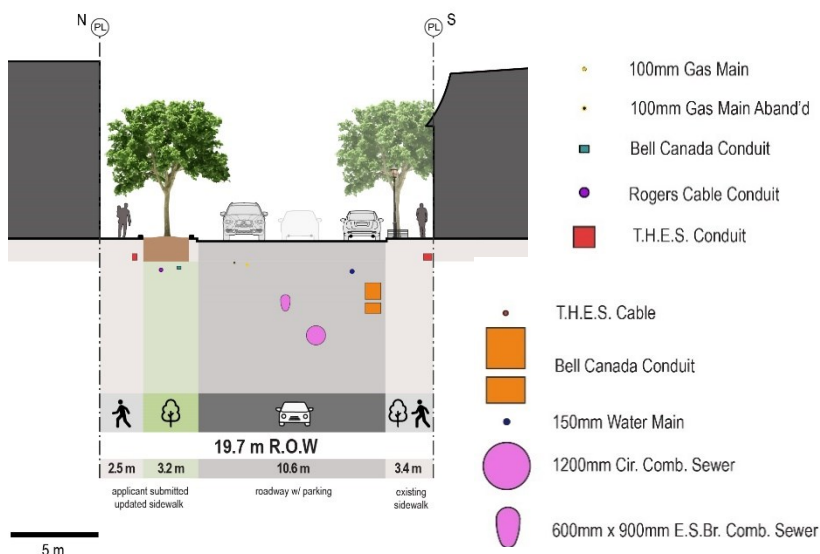 N PL PL S
100mm Gas Main
100mm Gas Main Aband'd
Bell Canada Conduit
Rogers Cable Conduit
T.H.E.S. Conduit
T.H.E.S. Cable
Bell Canada Conduit
150mm Water Main
1200mm Cir. Comb. Sewer
600mm x 900mm E.S.Br. Comb. Sewer
19.7 m R.O.W
2.5 m 3.2 m 10.6 m 3.4 m
applicant submitted
updated sidewalk
roadway w/ parking
existing
sidewalk
5 m